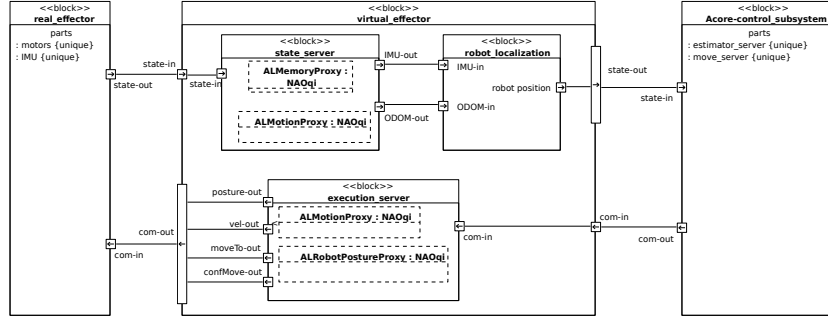 <<block>>
real_effector
parts
: motors {unique}
: IMU {unique}
state-in
state-out
com-out
com-in
<<block>>
virtual_effector
state-in
<<block>>
state_server
ALMemoryProxy :
NAOqi
ALMotionProxy : NAOqi
IMU-out
ODOM-out
<<block>>
robot_localization
IMU-in
robot position
ODOM-in
state-out
state-in
<<block>>
execution_server
ALMotionProxy : NAOqi
ALRobotPostureProxy : NAOqi
posture-out
vel-out
<
moveTo-out
confMove-out
com-in
com-in
com-out
<<block>>
Acore-control_subsystem
parts
: estimator_server {unique}
: move_server {unique}